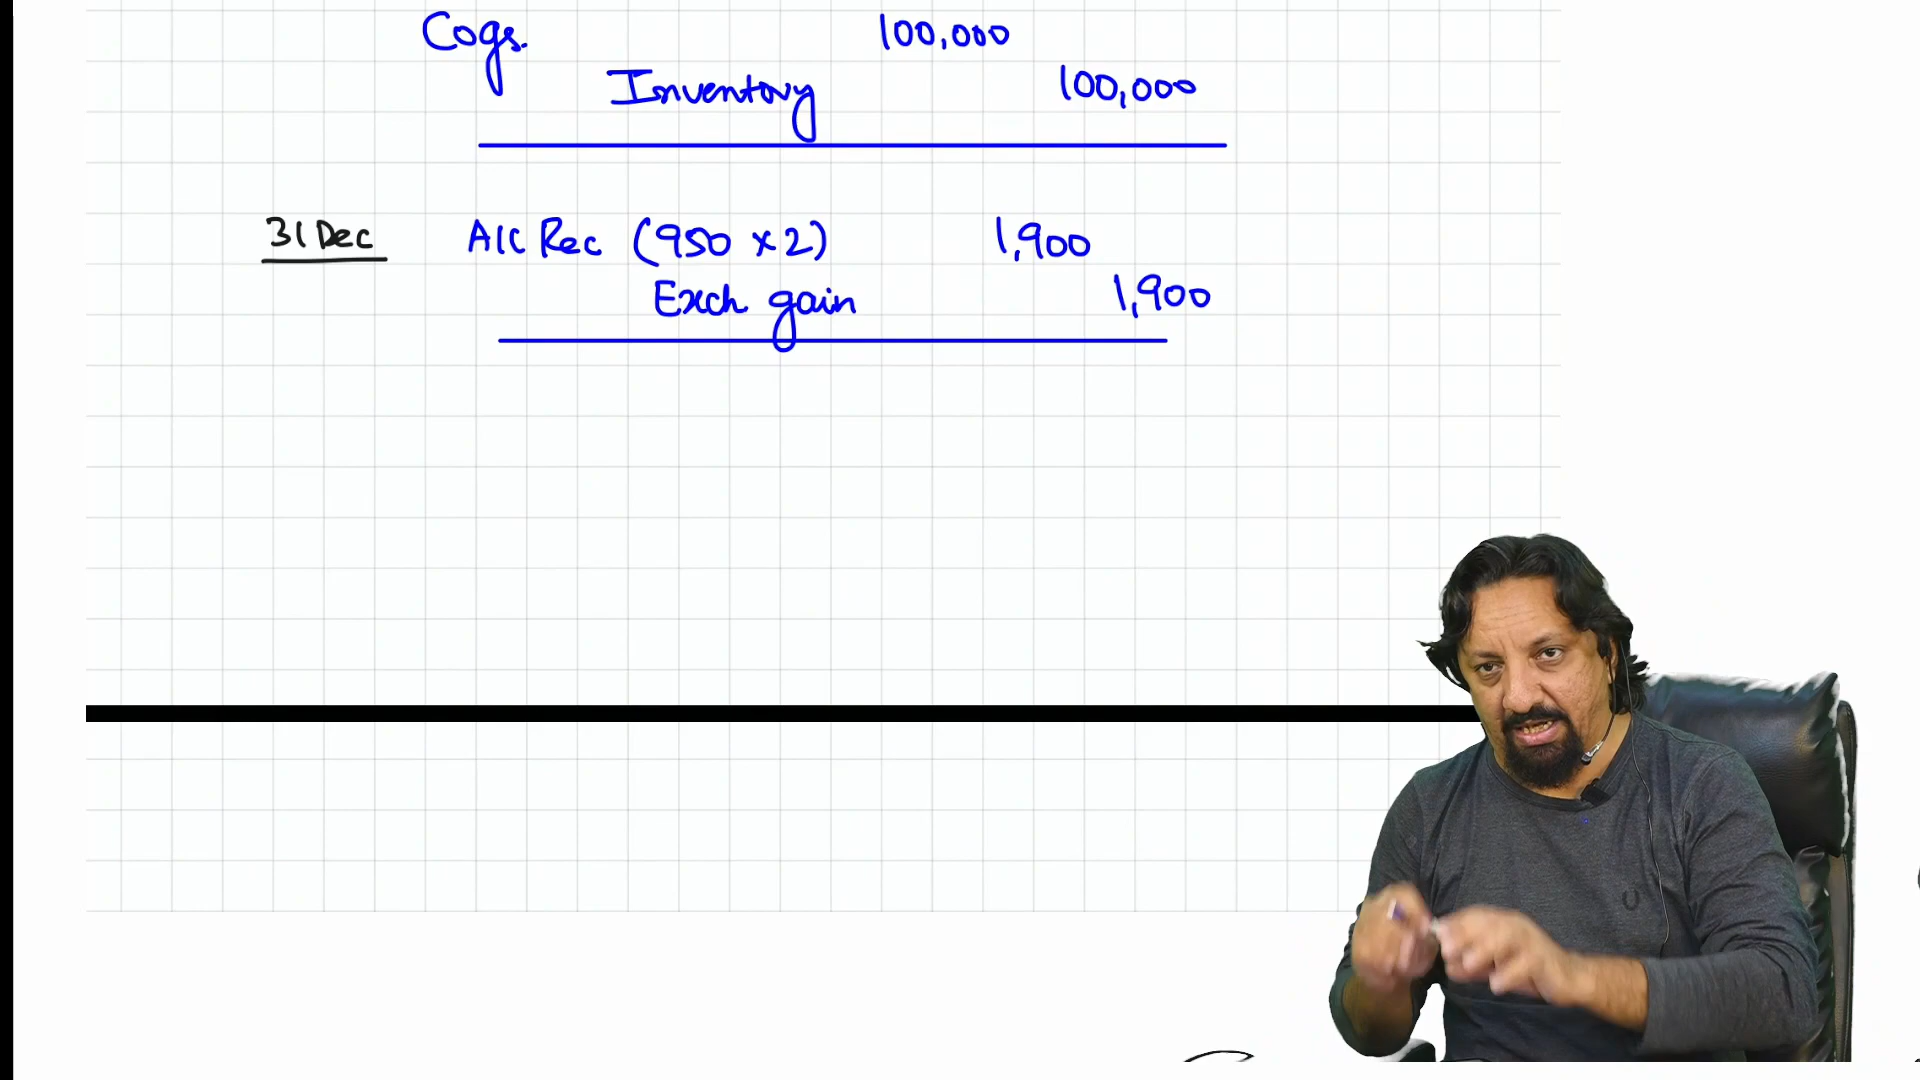 Cogs. 100,000
Inventory 100,000
31 Dec A/C Rec (950 x 2) 1,900
Exch gain 1,900